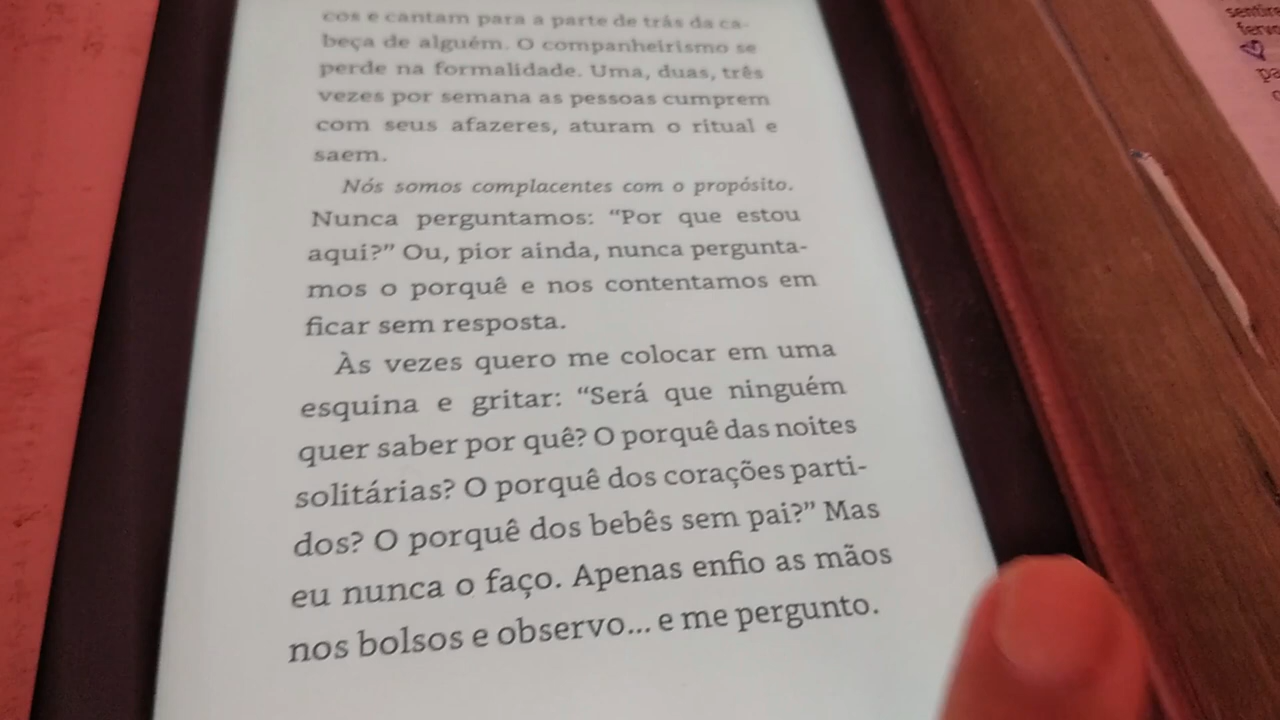 cos e cantam para a parte de trás da ca-
beça de alguém. O companheirismo se
perde na formalidade. Uma, duas, três
vezes por semana as pessoas cumprem
com seus afazeres, aturam o ritual e
saem.
Nós somos complacentes com o propósito.
Nunca perguntamos: “Por que estou
aqui?” Ou, pior ainda, nunca pergunta-
mos o porquê e nos contentamos em
ficar sem resposta.
Às vezes quero me colocar em uma
esquina e gritar: “Será que ninguém
quer saber por quê? O porquê das noites
solitárias? O porquê dos corações parti-
dos? O porquê dos bebês sem pai?” Mas
eu nunca o faço. Apenas enfio as mãos
nos bolsos e observo... e me pergunto.